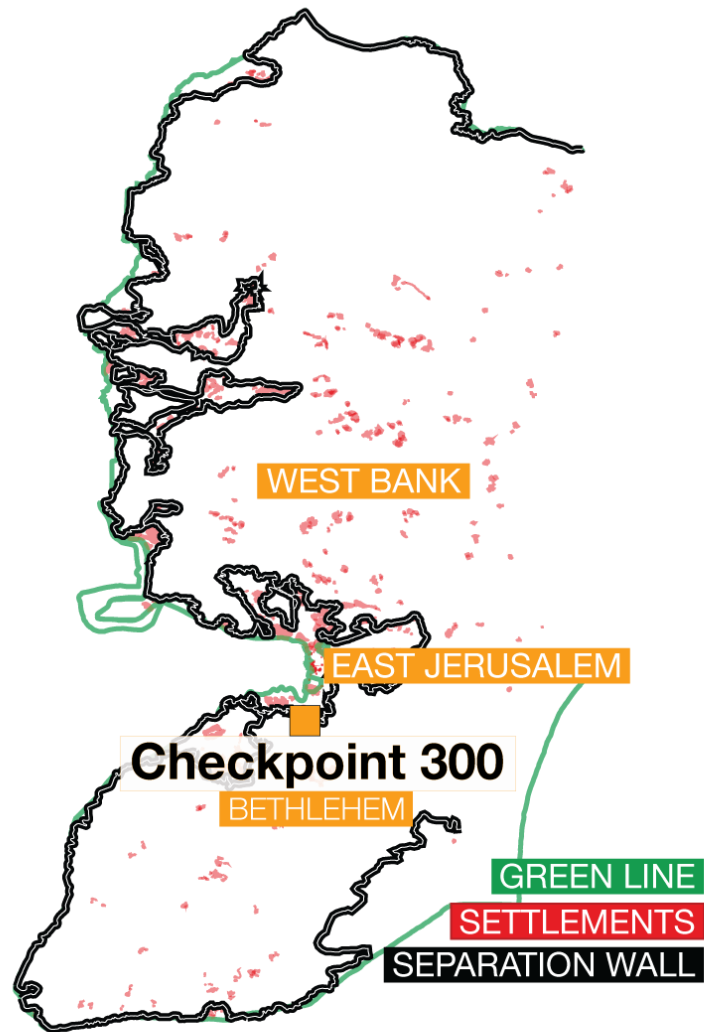 WEST BANK
EAST JERUSALEM
Checkpoint 300
BETHLEHEM
GREEN LINE
SETTLEMENTS
SEPARATION WALL